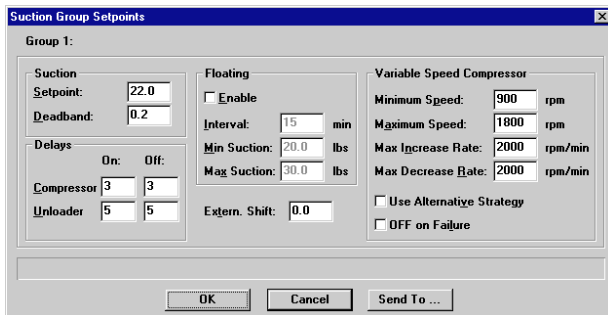 Suction Group Setpoints
Group 1:
Suction
Setpoint: 22.0
Deadband: 0.2
Delays
On: Off:
Compressor 3 3
Unloader 5 5
Floating
Enable
Interval: 15 min
Min Suction: 20.0 lbs
Max Suction: 30.0 lbs
Extern. Shift: 0.0
Variable Speed Compressor
Minimum Speed: 900 rpm
Maximum Speed: 1800 rpm
Max Increase Rate: 2000 rpm/min
Max Decrease Rate: 2000 rpm/min
Use Alternative Strategy
OFF on Failure
OK Cancel Send To ...